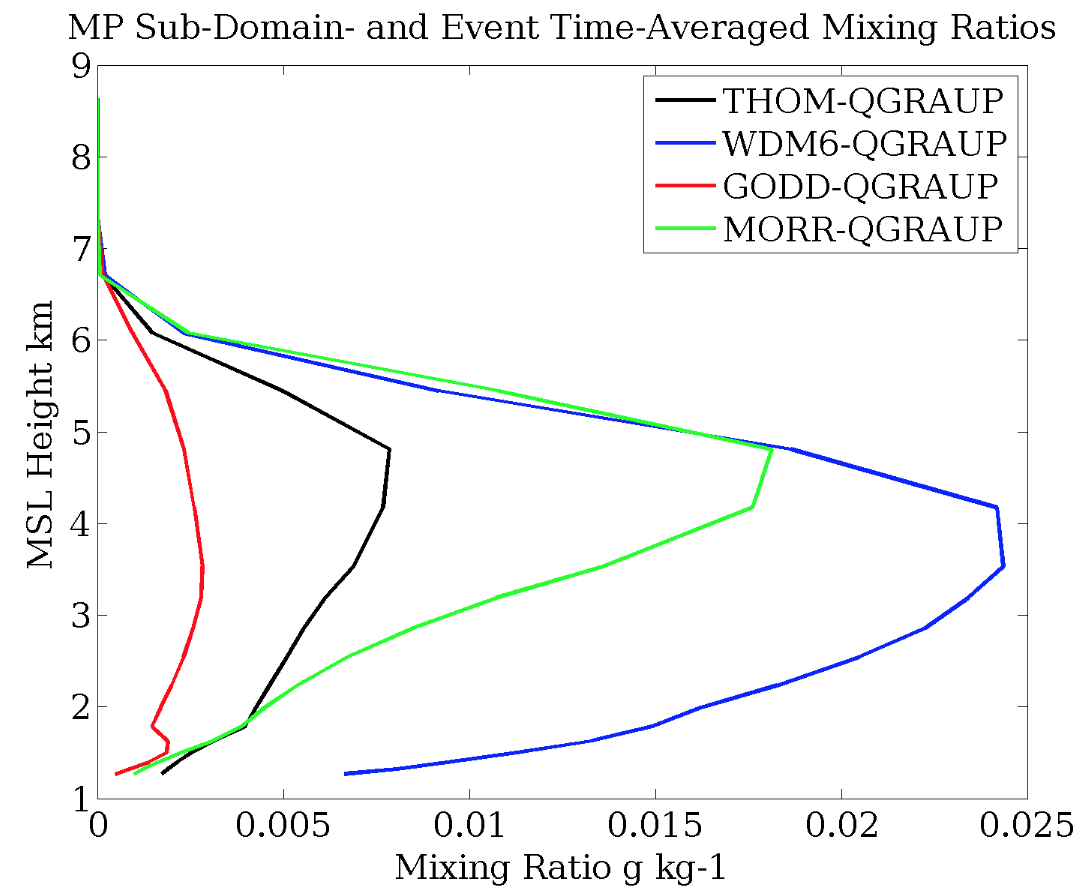 MP Sub-Domain- and Event Time-Averaged Mixing Ratios
THOM-QGRAUP
WDM6-QGRAUP
GODD-QGRAUP
MORR-QGRAUP
MSL Height km
9
8
7
6
5
4
3
2
1
0 0.005 0.01 0.015 0.02 0.025
Mixing Ratio g kg-1